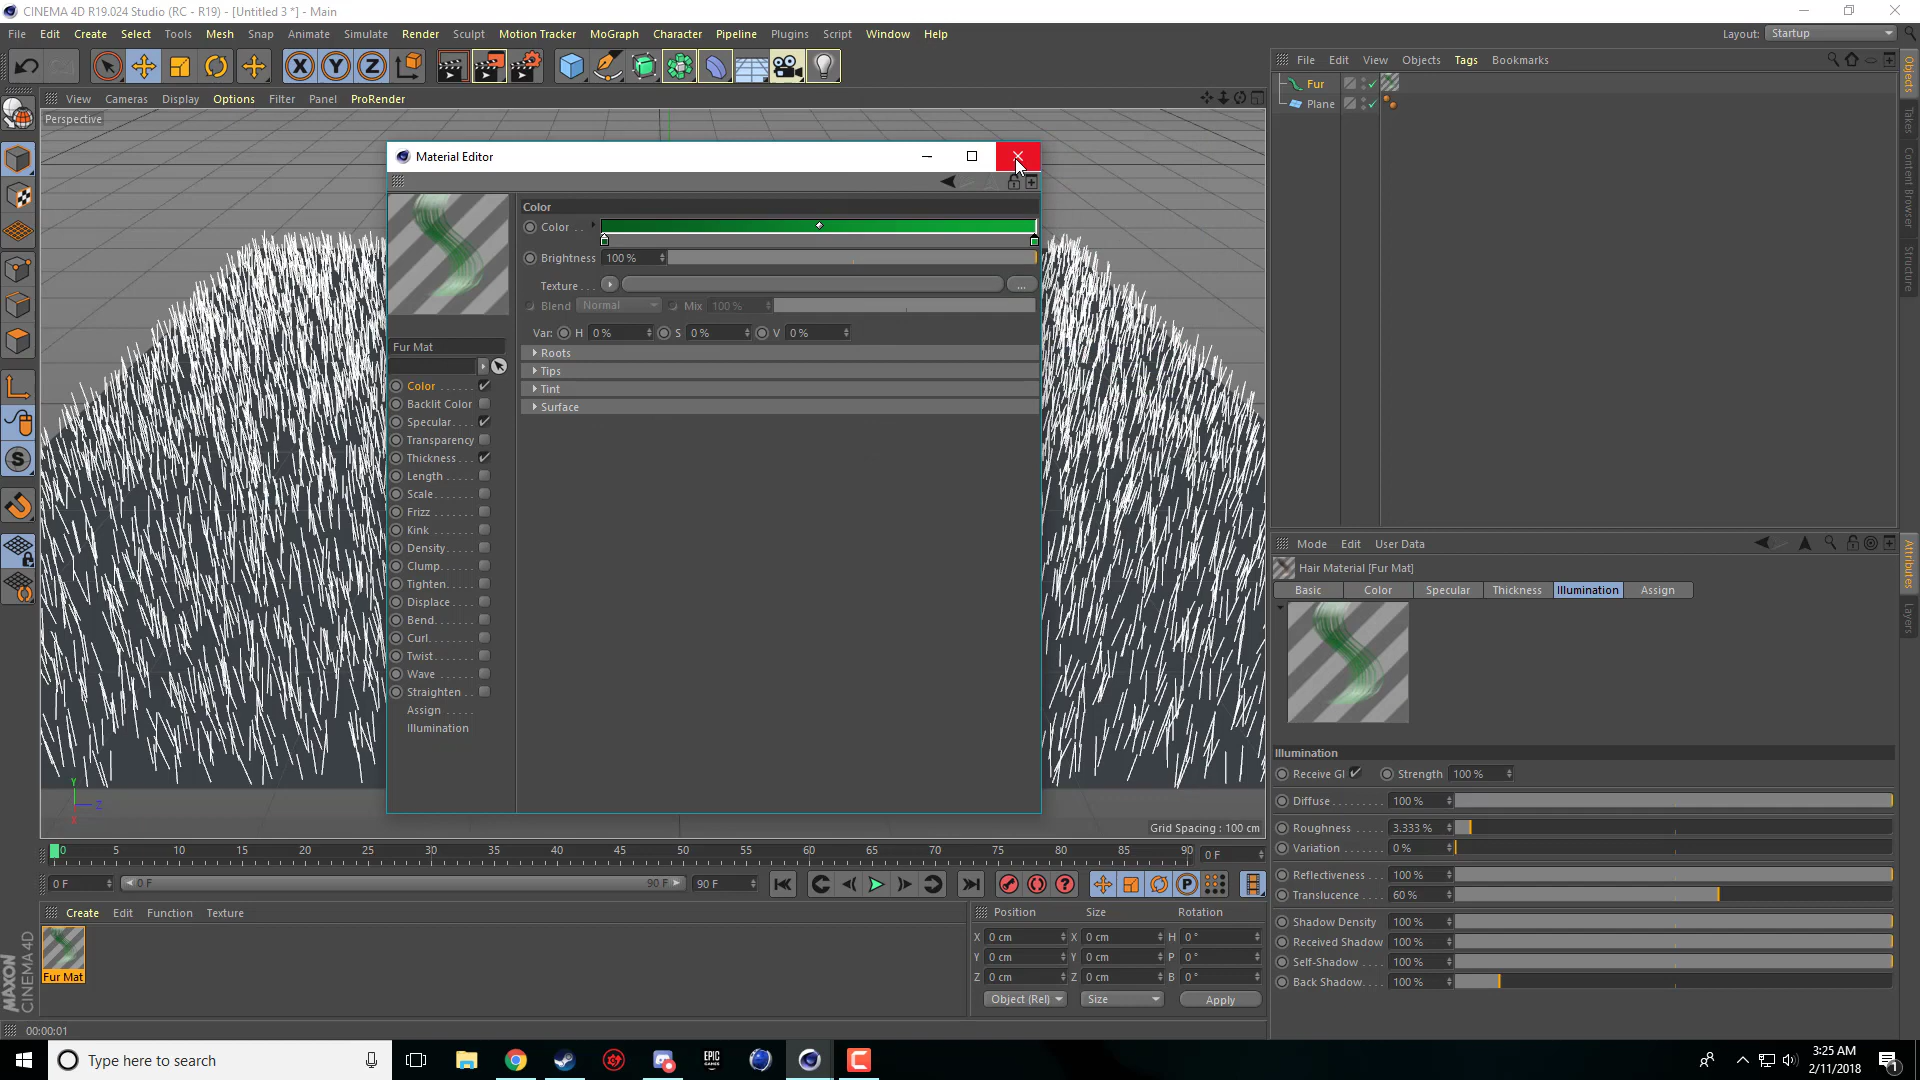 CINEMA 4D R19.024 Studio (RC - R19) - [Untitled 3 *] - Main
File Edit Create Select Tools Mesh Snap Animate Simulate Render Sculpt Motion Tracker MoGraph Character Pipeline Plugins Script Window Help
Layout: Startup
View Cameras Display Options Filter Panel ProRender
Perspective
File Edit View Objects Tags Bookmarks
Fur
Plane
Objects
Takes
Content Browser
Structure
Material Editor
Color
Color . .
Brightness 100 %
Texture . . .
Blend Normal Mix 100 %
Var: H 0 % S 0 % V 0 %
Roots
Tips
Tint
Surface
Fur Mat
Color
Backlit Color
Specular
Transparency
Thickness
Length
Scale
Frizz
Kink
Density
Clump
Tighten
Displace
Bend
Curl
Twist
Wave
Straighten
Assign
Illumination
Y
Z
X
Grid Spacing : 100 cm
Mode Edit User Data
Hair Material [Fur Mat]
Basic Color Specular Thickness Illumination Assign
Attributes
Layers
Illumination
Receive GI Strength 100 %
Diffuse 100 %
Roughness 3.333 %
Variation 0 %
Reflectiveness 100 %
Translucence 60 %
Shadow Density 100 %
Received Shadow 100 %
Self-Shadow 100 %
Back Shadow 100 %
0 5 10 15 20 25 30 35 40 45 50 55 60 65 70 75 80 85 90 0 F
0 F 0 F 90 F 90 F
Create Edit Function Texture
Fur Mat
MAXON
CINEMA 4D
Position Size Rotation
X 0 cm X 0 cm H 0 °
Y 0 cm Y 0 cm P 0 °
Z 0 cm Z 0 cm B 0 °
Object (Rel) Size Apply
00:00:01
Type here to search
EPIC
GAMES
3:25 AM
2/11/2018
1